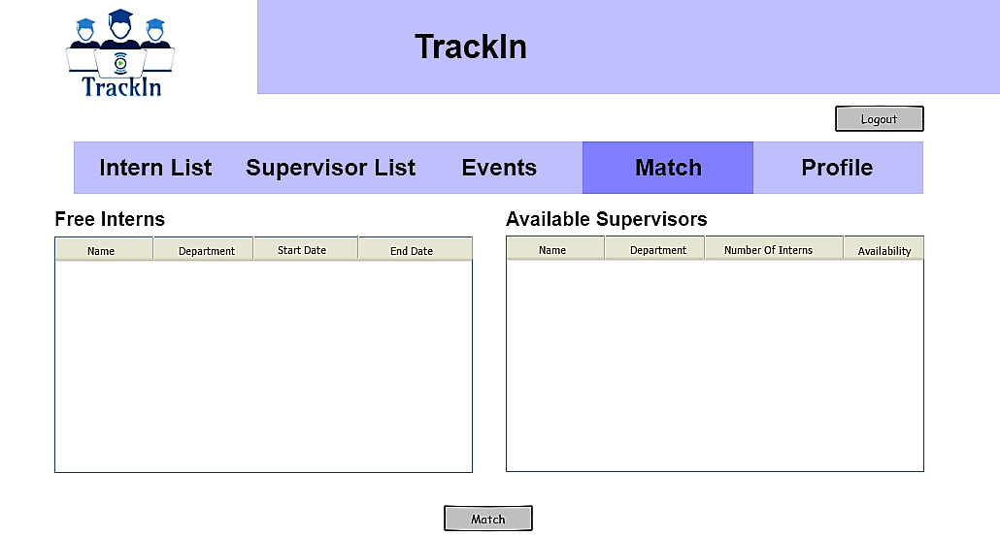 TrackIn
TrackIn
Logout
Intern List Supervisor List Events Match Profile
Free Interns
Name Department Start Date End Date
Available Supervisors
Name Department Number Of Interns Availability
Match